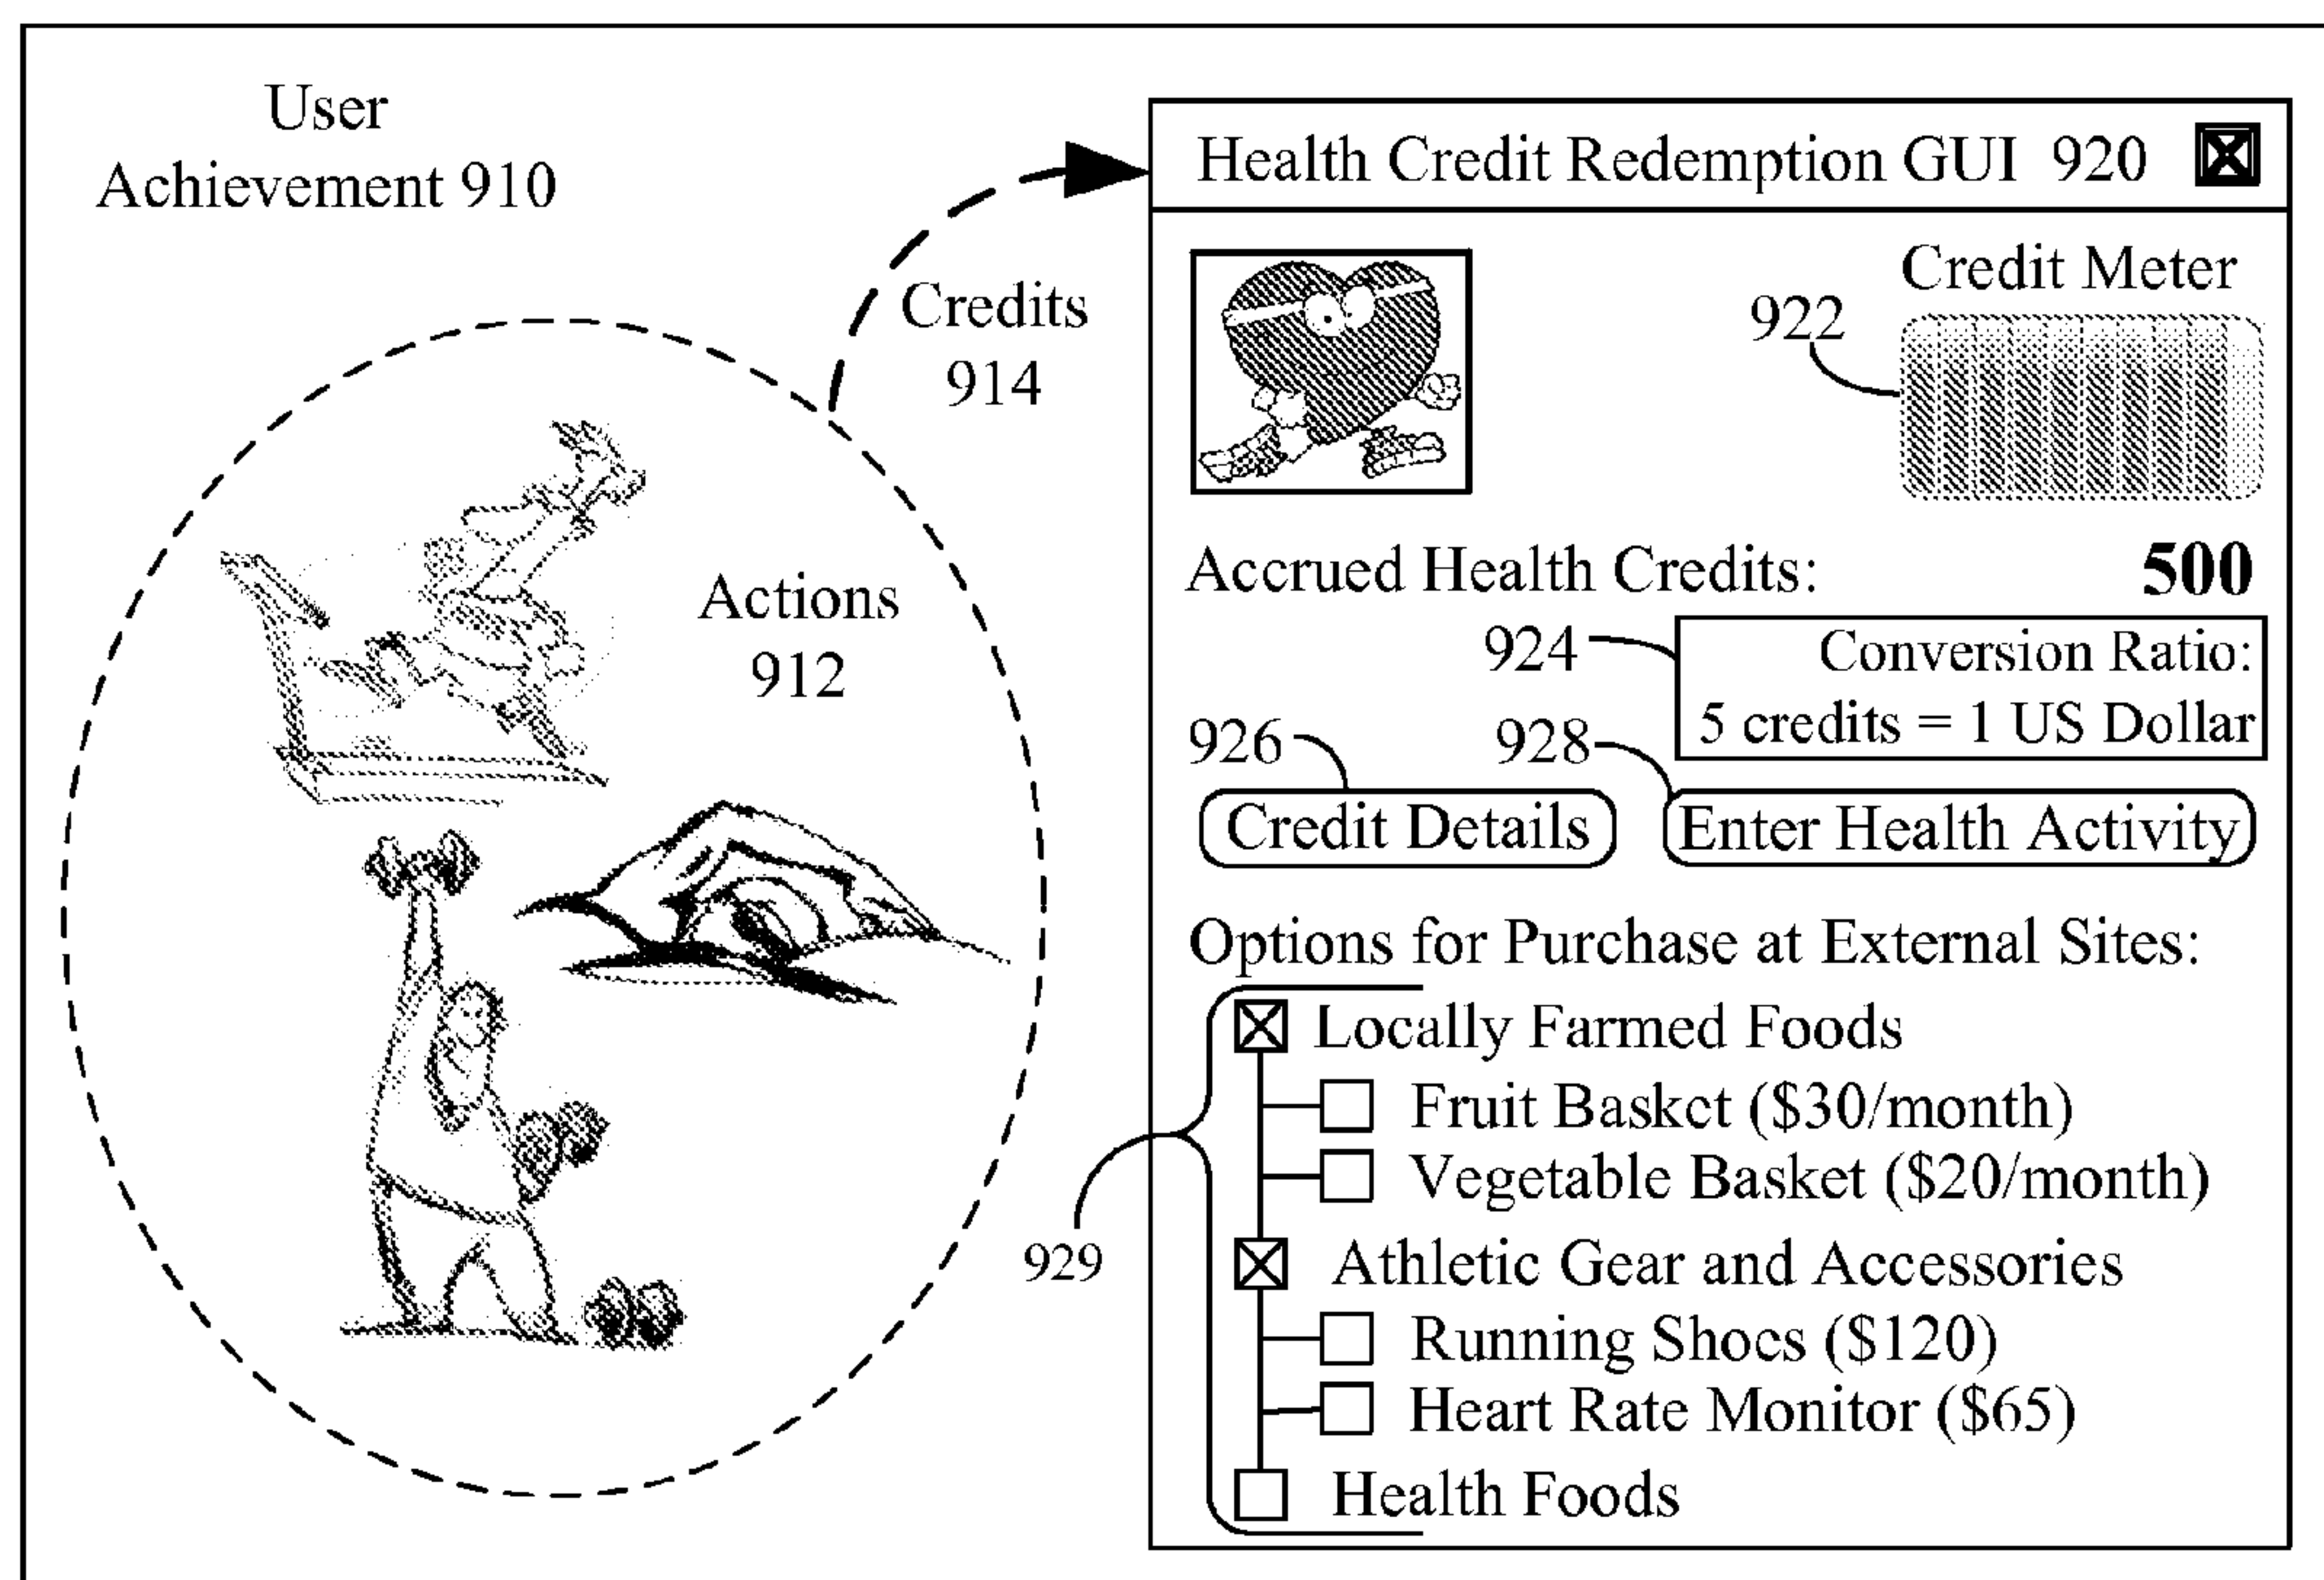 User
Achievement 910
Credits
914
Actions
912
Health Credit Redemption GUI 920
Credit Meter
922
Accrued Health Credits: 500
924
Conversion Ratio:
5 credits = 1 US Dollar
926
928
Credit Details
Enter Health Activity
Options for Purchase at External Sites:
929
Locally Farmed Foods
Fruit Basket ($30/month)
Vegetable Basket ($20/month)
Athletic Gear and Accessories
Running Shoes ($120)
Heart Rate Monitor ($65)
Health Foods